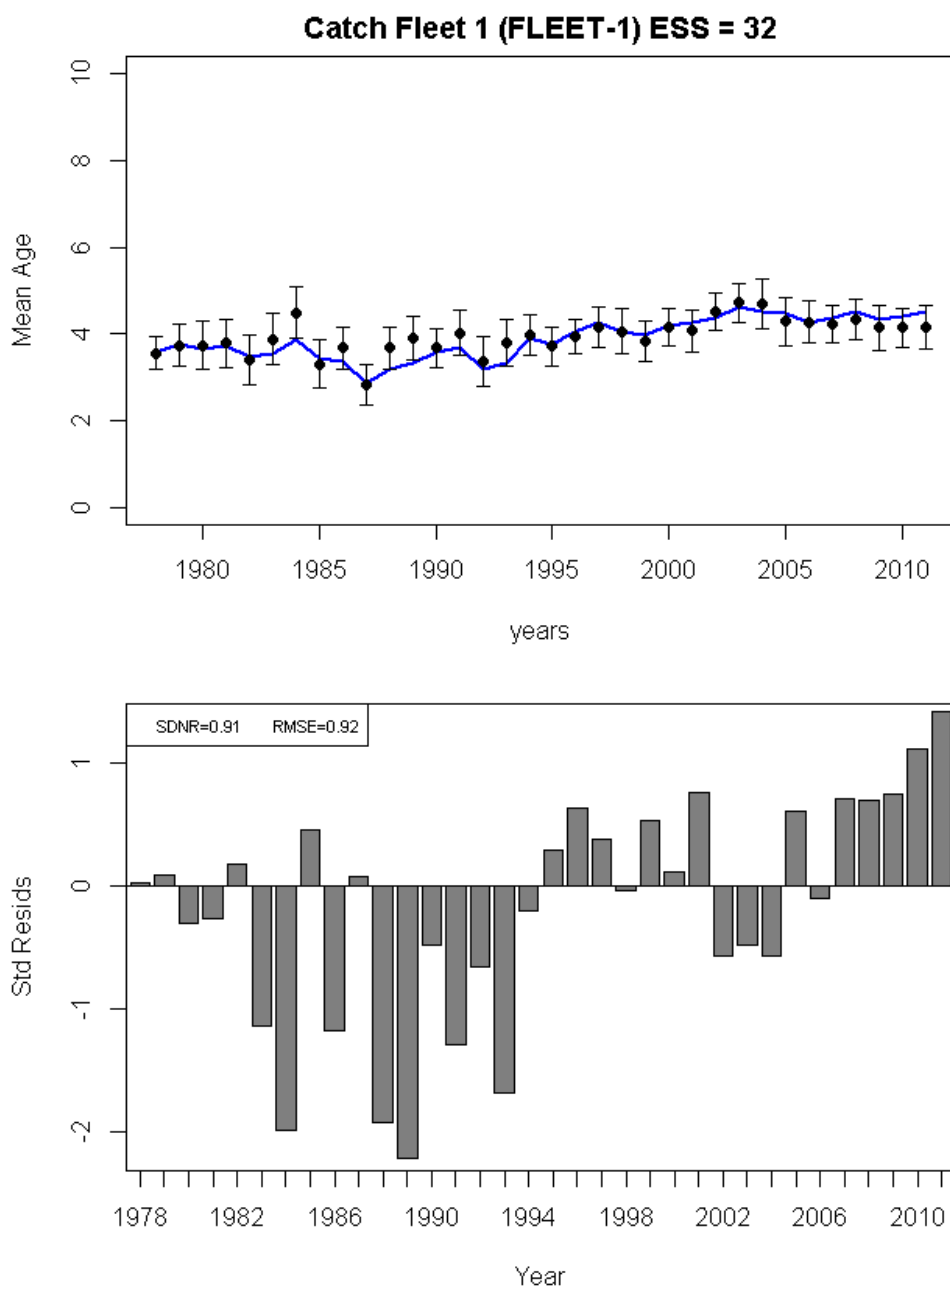 Catch Fleet 1 (FLEET-1) ESS = 32
10
8
6
4
2
0
Mean Age
1980 1985 1990 1995 2000 2005 2010
years
SDNR=0.91 RMSE=0.92
1
0
-1
-2
Std Resids
1978 1982 1986 1990 1994 1998 2002 2006 2010
Year